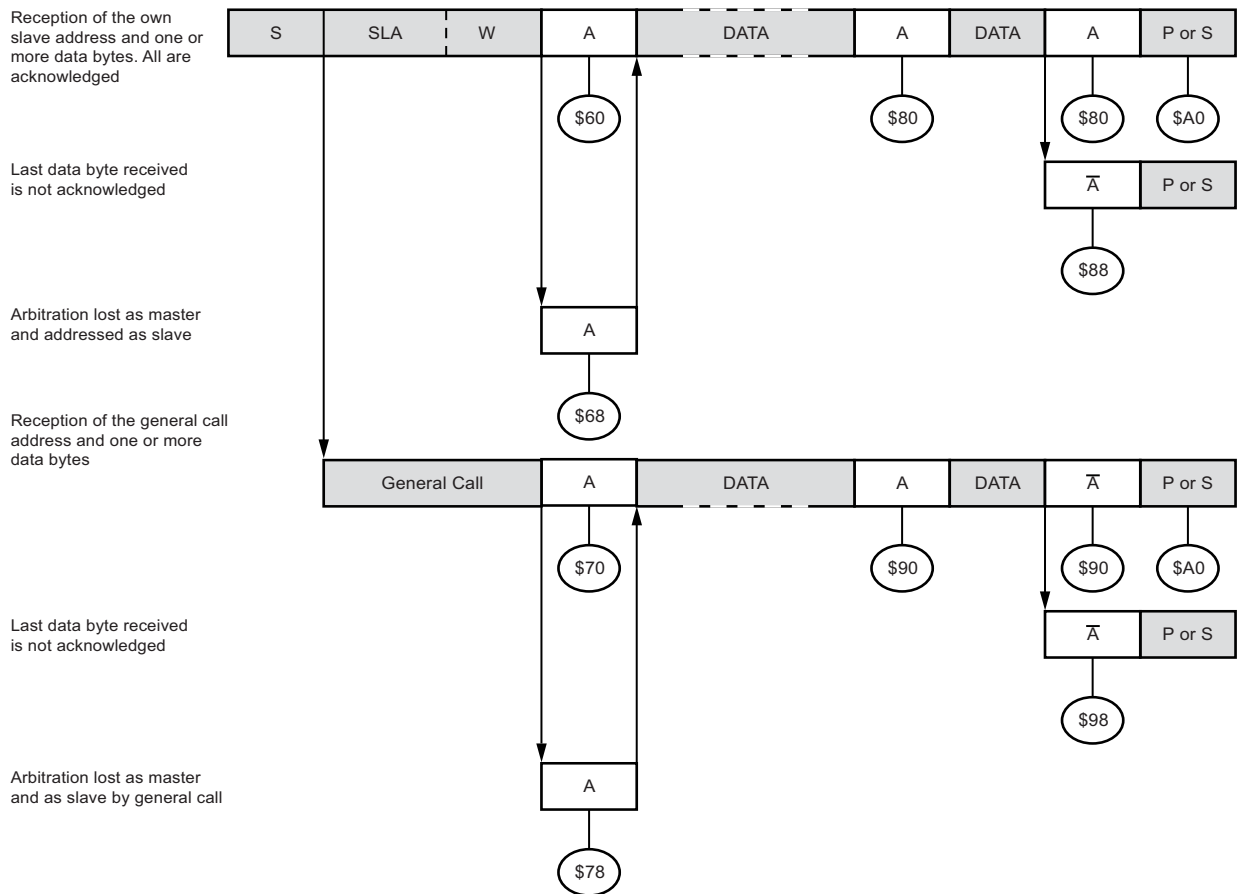 Reception of the own
slave address and one or
more data bytes. All are
acknowledged
S SLA W A DATA A DATA A P or S
$60 $80 $80 $A0
Last data byte received
is not acknowledged
A̅ P or S
$88
Arbitration lost as master
and addressed as slave
A
$68
Reception of the general call
address and one or more
data bytes
General Call A DATA A DATA A̅ P or S
$70 $90 $90 $A0
Last data byte received
is not acknowledged
A̅ P or S
$98
Arbitration lost as master
and as slave by general call
A
$78